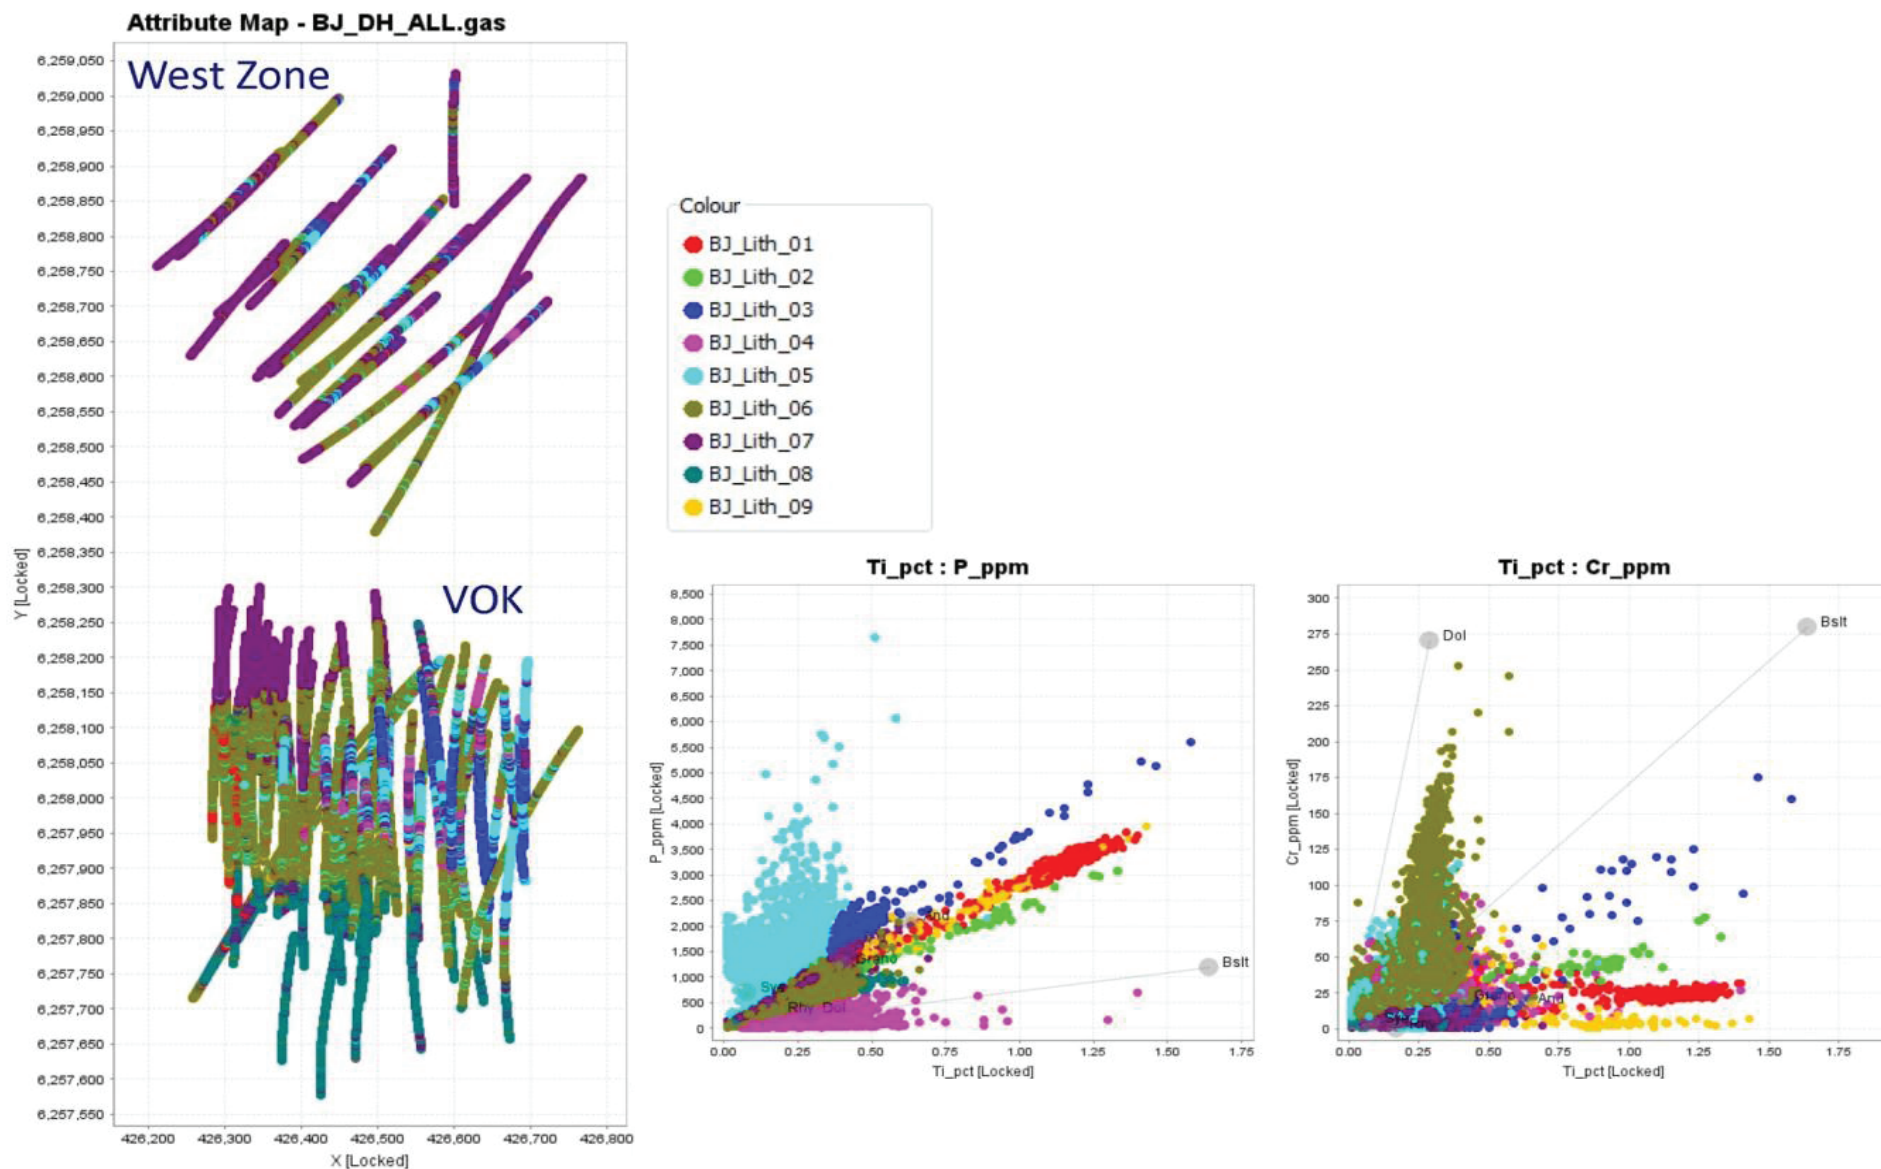 Attribute Map - BJ_DH_ALL.gas
West Zone
VOK
Y [Locked]
6,259,050
6,259,000
6,258,950
6,258,900
6,258,850
6,258,800
6,258,750
6,258,700
6,258,650
6,258,600
6,258,550
6,258,500
6,258,450
6,258,400
6,258,350
6,258,300
6,258,250
6,258,200
6,258,150
6,258,100
6,258,050
6,258,000
6,257,950
6,257,900
6,257,850
6,257,800
6,257,750
6,257,700
6,257,650
6,257,600
6,257,550
426,200 426,300 426,400 426,500 426,600 426,700 426,800
X [Locked]
Colour
BJ_Lith_01
BJ_Lith_02
BJ_Lith_03
BJ_Lith_04
BJ_Lith_05
BJ_Lith_06
BJ_Lith_07
BJ_Lith_08
BJ_Lith_09
Ti_pct : P_ppm
P_ppm [Locked]
8,500
8,000
7,500
7,000
6,500
6,000
5,500
5,000
4,500
4,000
3,500
3,000
2,500
2,000
1,500
1,000
500
0
And
Grano
Bslt
Rhy Dol
0.00 0.25 0.50 0.75 1.00 1.25 1.50 1.75
Ti_pct [Locked]
Ti_pct : Cr_ppm
Cr_ppm [Locked]
300
275
250
225
200
175
150
125
100
75
50
25
0
Dol
Bslt
Grano
And
0.00 0.25 0.50 0.75 1.00 1.25 1.50 1.75
Ti_pct [Locked]